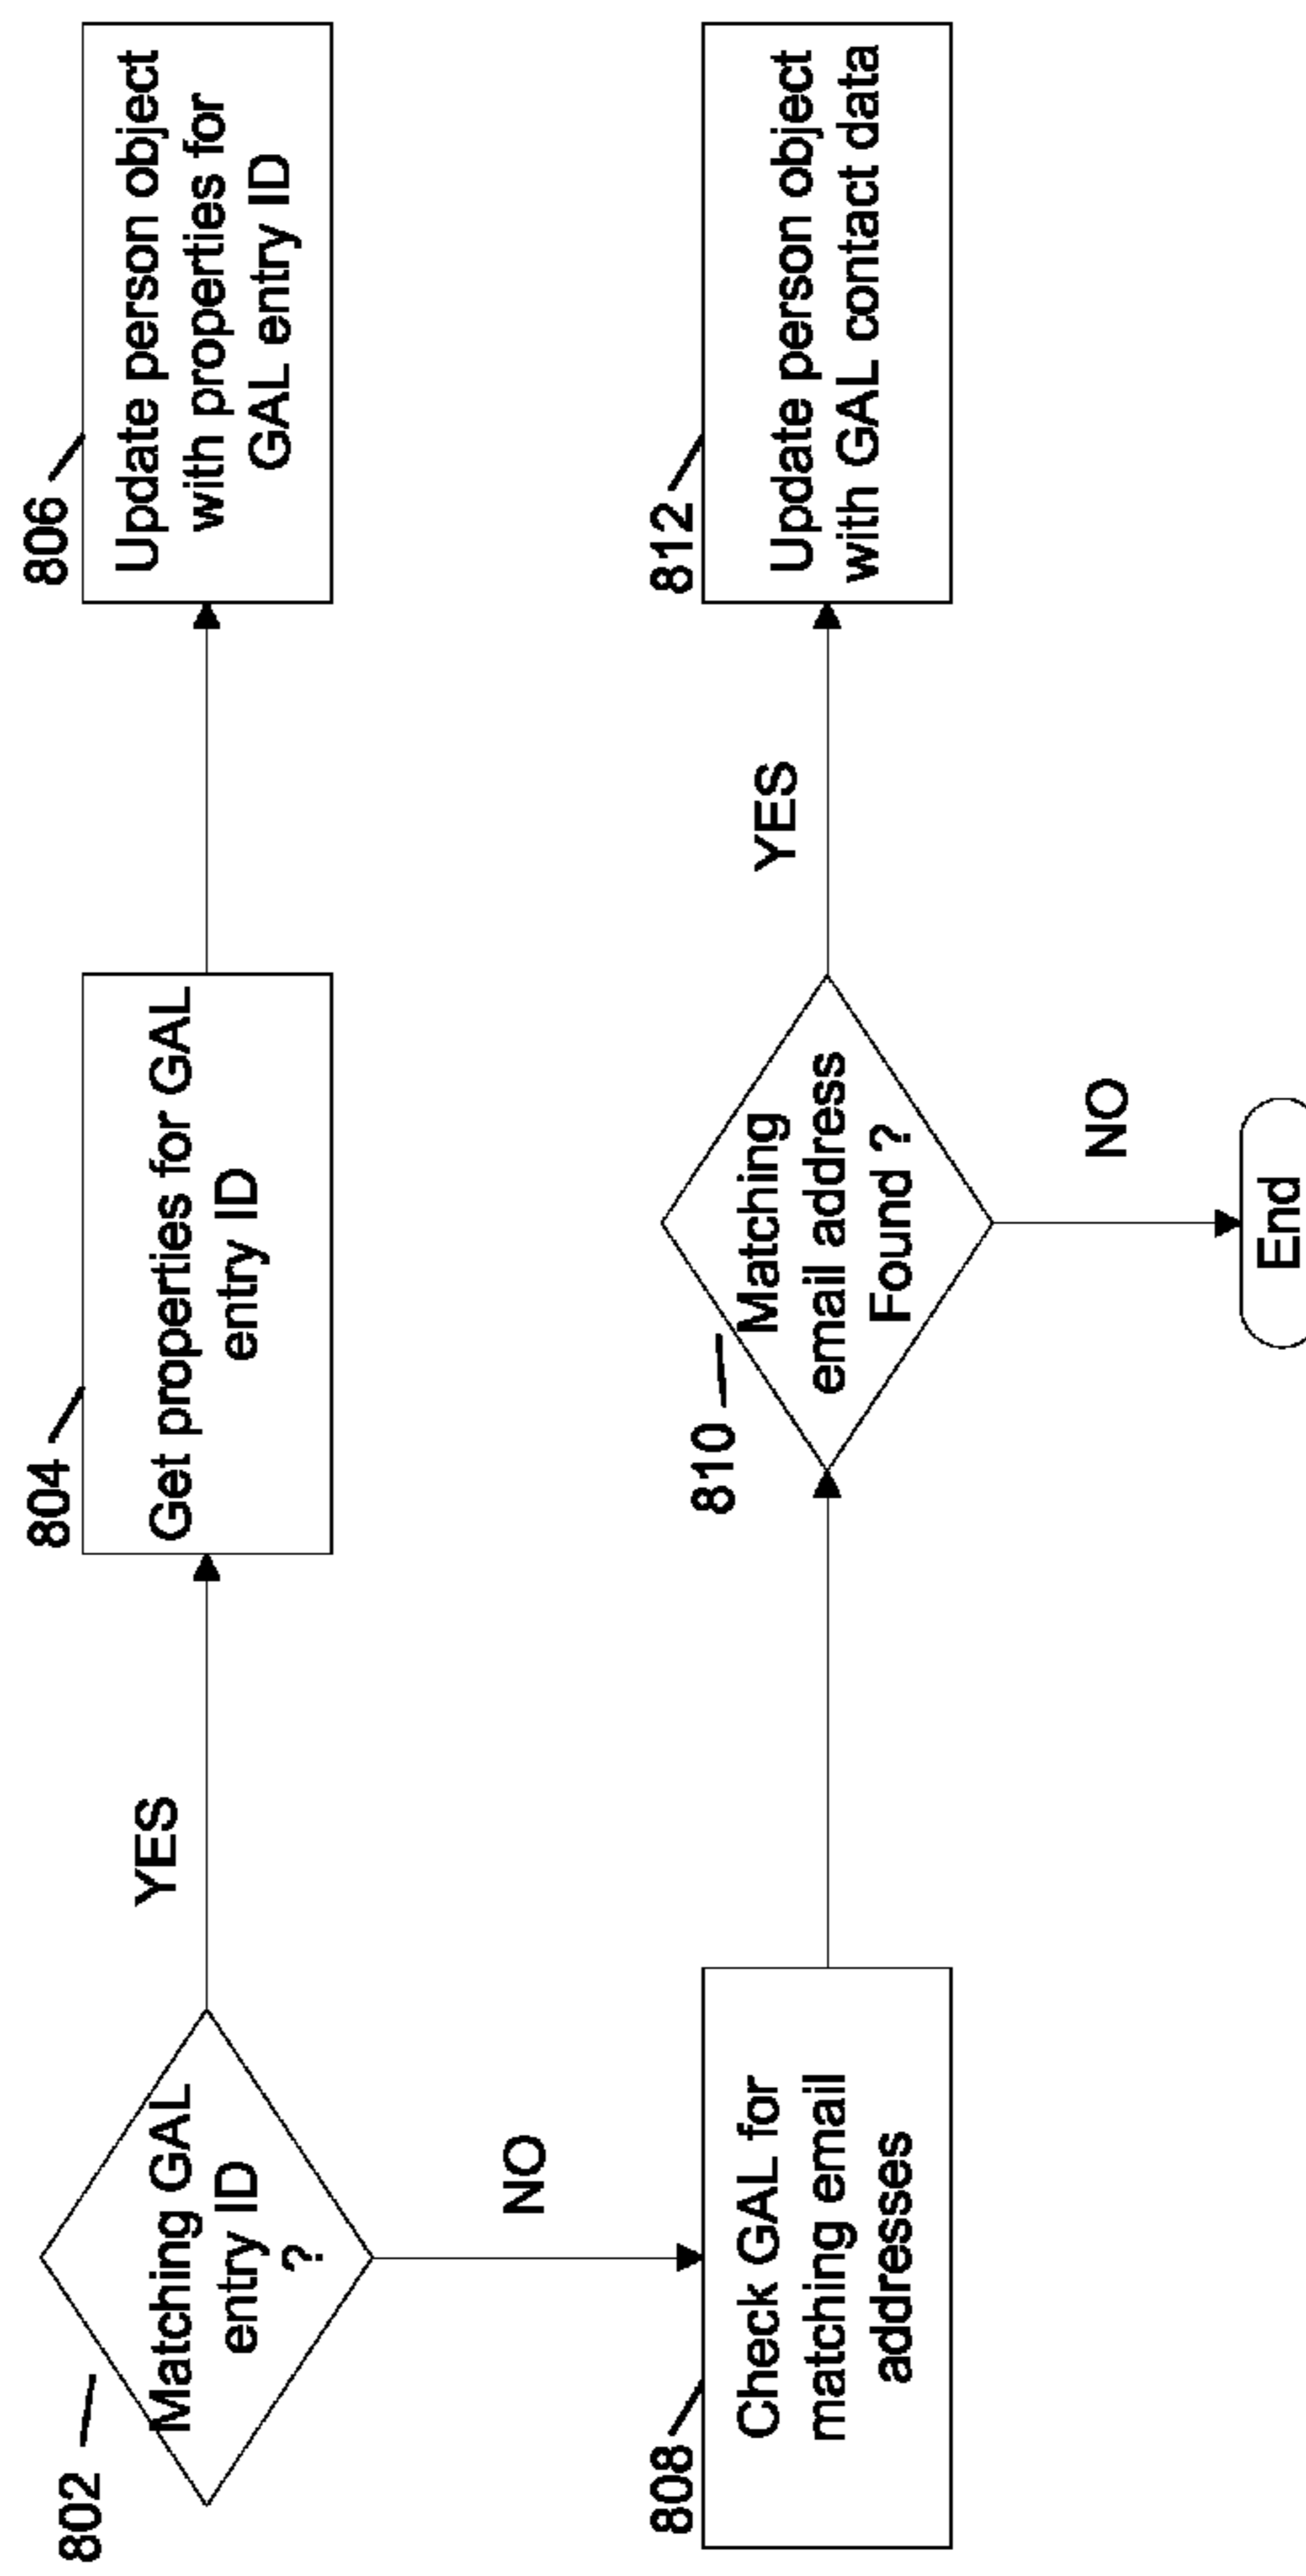 802
Matching GAL
entry ID
?
YES
804
Get properties for GAL
entry ID
806
Update person object
with properties for
GAL entry ID
NO
808
Check GAL for
matching email
addresses
810
Matching
email address
Found ?
YES
812
Update person object
with GAL contact data
NO
End